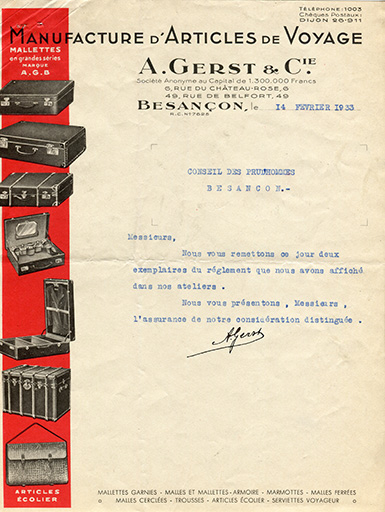 TÉLÉPHONE: 1003
Chèques Postaux:
DIJON 26-911
MANUFACTURE D'ARTICLES DE VOYAGE
MALLETTES
en grandes séries
MARQUE
A.G.B
A. GERST & CIE
Société Anonyme au Capital de 1.300.000 Francs
6, RUE DU CHÂTEAU-ROSE, 6
49, RUE DE BELFORT, 49
BESANÇON, le 14 FEVRIER 1933
R.C. N° 7626
CONSEIL DES PRUDHOMMES
BESANCON.-
Messieurs,
Nous vous remettons ce jour deux
exemplaires du réglement que nous avons affiché
dans nos ateliers.
Nous vous présentons, Messieurs,
l'assurance de notre considération distinguée.
AGerst
ARTICLES
ÉCOLIER
MALLETTES GARNIES - MALLES ET MALLETTES-ARMOIRE - MARMOTTES - MALLES FERRÉES
MALLES CERCLÉES - TROUSSES - ARTICLES ÉCOLIER - SERVIETTES VOYAGEUR